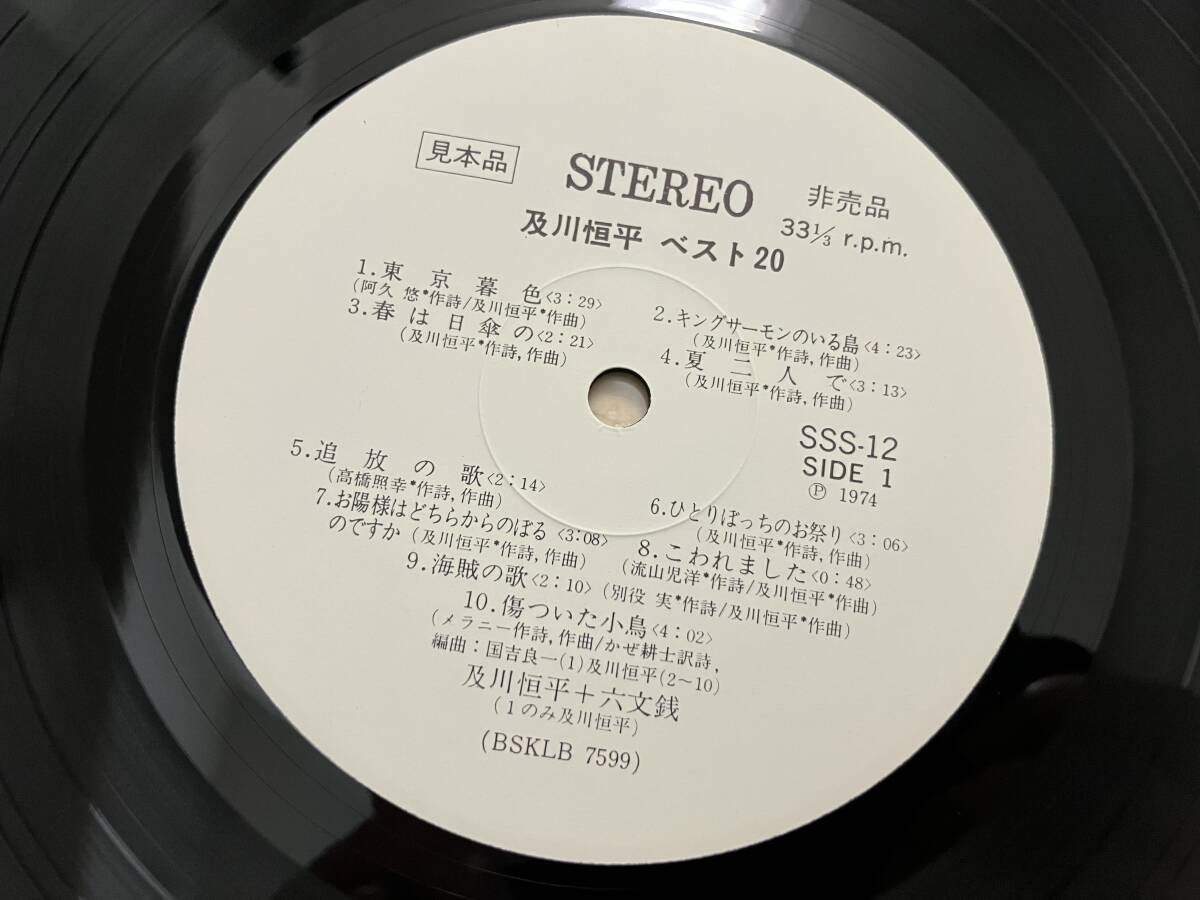 見本品 STEREO 非売品
33⅓ r.p.m.
及川恒平 ベスト20
1.東京暮色<3:29>
(阿久 悠*作詩/及川恒平*作曲)
2.キングサーモンのいる島<4:23>
(及川恒平*作詩,作曲)
3.春は日傘の<2:21>
(及川恒平*作詩,作曲)
4.夏二人で<3:13>
(及川恒平*作詩,作曲)
SSS-12
SIDE 1
Ⓟ 1974
5.追放の歌<2:14>
(高橋照幸*作詩,作曲)
6.ひとりぼっちのお祭り<3:06>
(及川恒平*作詩,作曲)
7.お陽様はどちらからのぼる<3:08>
のですか(及川恒平*作詩,作曲)
8.こわれました<0:48>
(流山児洋*作詩/及川恒平*作曲)
9.海賊の歌<2:10>(別役 実*作詩/及川恒平*作曲)
10.傷ついた小鳥<4:02>
(メラニー作詩,作曲/かぜ耕士訳詩,
編曲:国吉良一(1)及川恒平(2〜10)
及川恒平+六文銭
(1のみ及川恒平)
(BSKLB 7599)